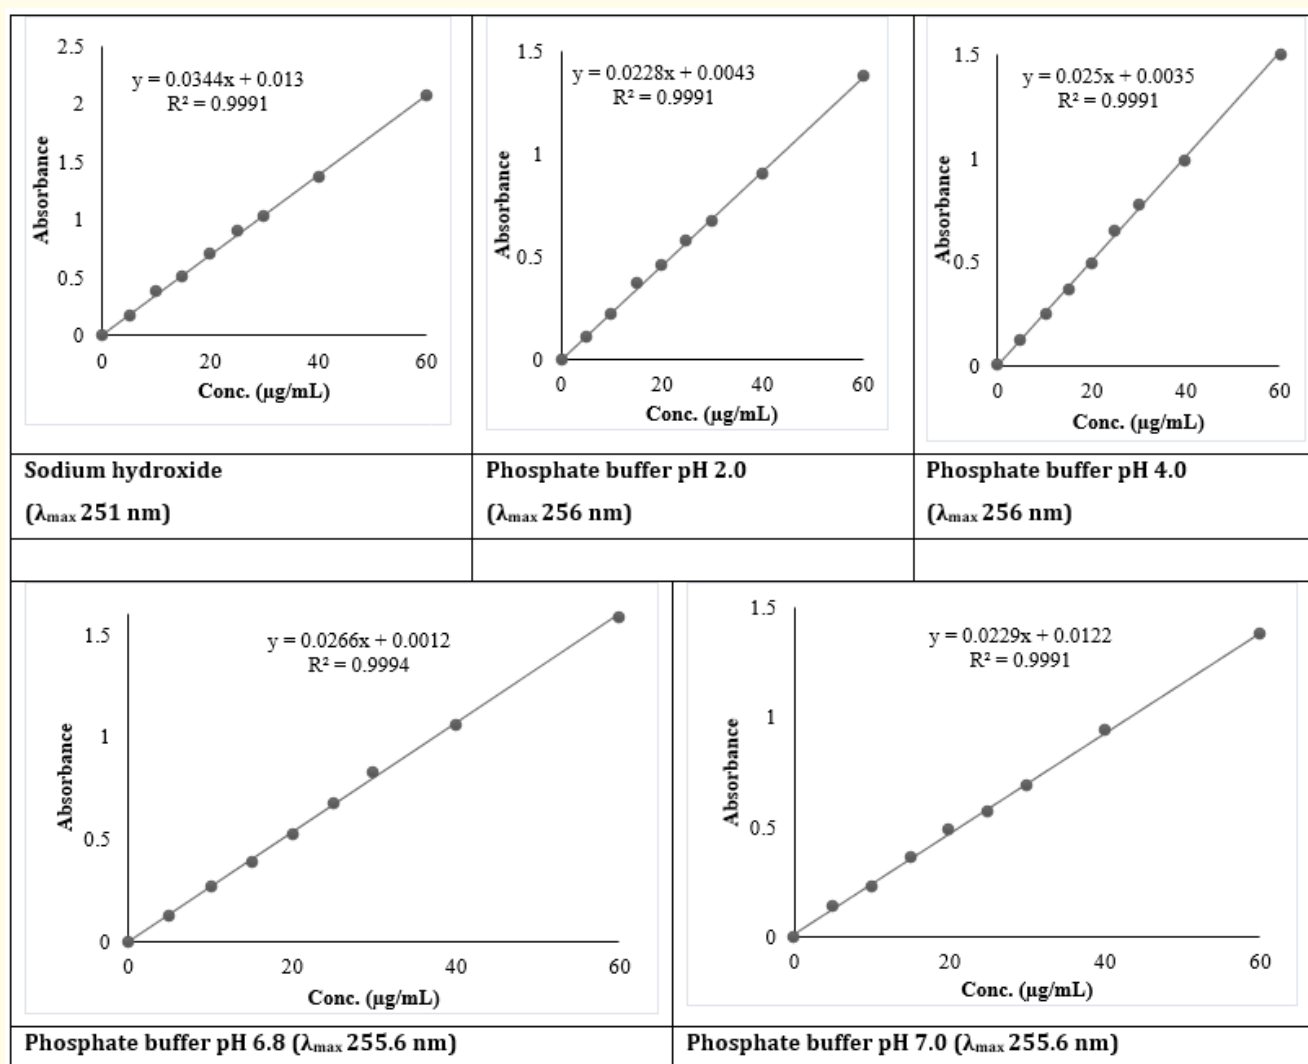 y = 0.0344x + 0.013
R² = 0.9991
2.5
2
1.5
1
0.5
0
0 20 40 60
Absorbance
Conc. (µg/mL)
y = 0.0228x + 0.0043
R² = 0.9991
1.5
1
0.5
0
0 20 40 60
Absorbance
Conc. (µg/mL)
y = 0.025x + 0.0035
R² = 0.9991
1.5
1
0.5
0
0 20 40 60
Absorbance
Conc. (µg/mL)
Sodium hydroxide
(λmax 251 nm)
Phosphate buffer pH 2.0
(λmax 256 nm)
Phosphate buffer pH 4.0
(λmax 256 nm)
y = 0.0266x + 0.0012
R² = 0.9994
1.5
1
0.5
0
0 20 40 60
Absorbance
Conc. (µg/mL)
y = 0.0229x + 0.0122
R² = 0.9991
1.5
1
0.5
0
0 20 40 60
Absorbance
Conc. (µg/mL)
Phosphate buffer pH 6.8 (λmax 255.6 nm)
Phosphate buffer pH 7.0 (λmax 255.6 nm)